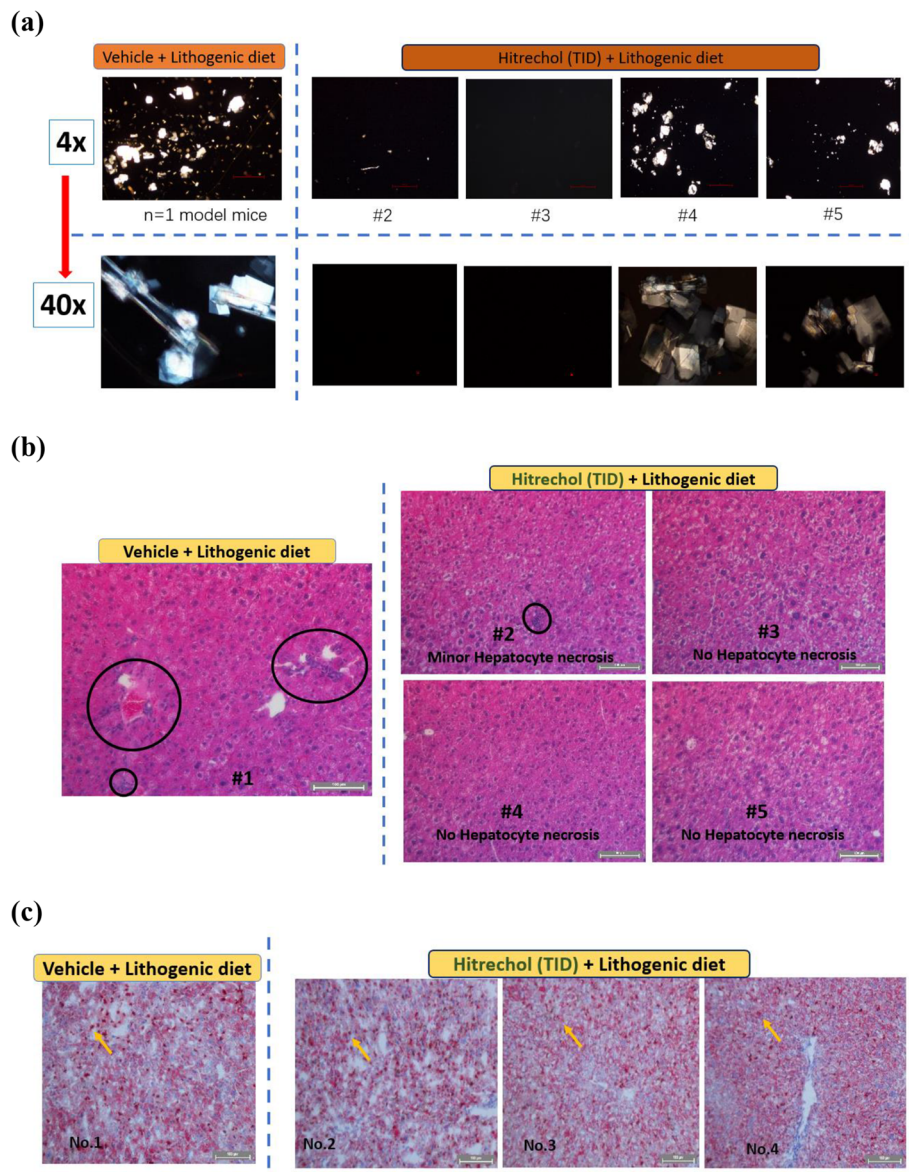 (a)
Vehicle + Lithogenic diet
Hitrechol (TID) + Lithogenic diet
4x
n=1 model mice
#2
#3
#4
#5
40x
(b)
Hitrechol (TID) + Lithogenic diet
Vehicle + Lithogenic diet
#1
#2
Minor Hepatocyte necrosis
#3
No Hepatocyte necrosis
#4
No Hepatocyte necrosis
#5
No Hepatocyte necrosis
(c)
Vehicle + Lithogenic diet
Hitrechol (TID) + Lithogenic diet
No.1
No.2
No.3
No.4